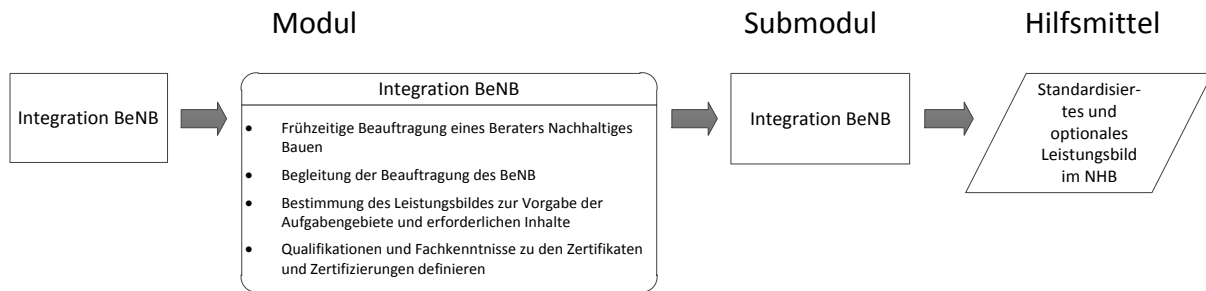 Modul
Submodul
Hilfsmittel
Integration BeNB
Integration BeNB
• Frühzeitige Beauftragung eines Beraters Nachhaltiges
Bauen
• Begleitung der Beauftragung des BeNB
• Bestimmung des Leistungsbildes zur Vorgabe der
Aufgabengebiete und erforderlichen Inhalte
• Qualifikationen und Fachkenntnisse zu den Zertifikaten
und Zertifizierungen definieren
Integration BeNB
Standardisier-
tes und
optionales
Leistungsbild
im NHB